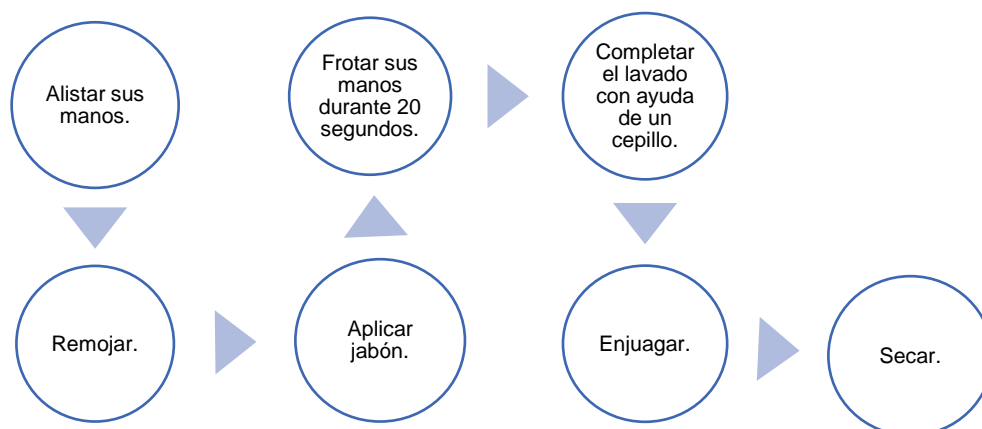 Alistar sus
manos.
Remojar.
Aplicar
jabón.
Frotar sus
manos
durante 20
segundos.
Completar
el lavado
con ayuda
de un
cepillo.
Enjuagar.
Secar.